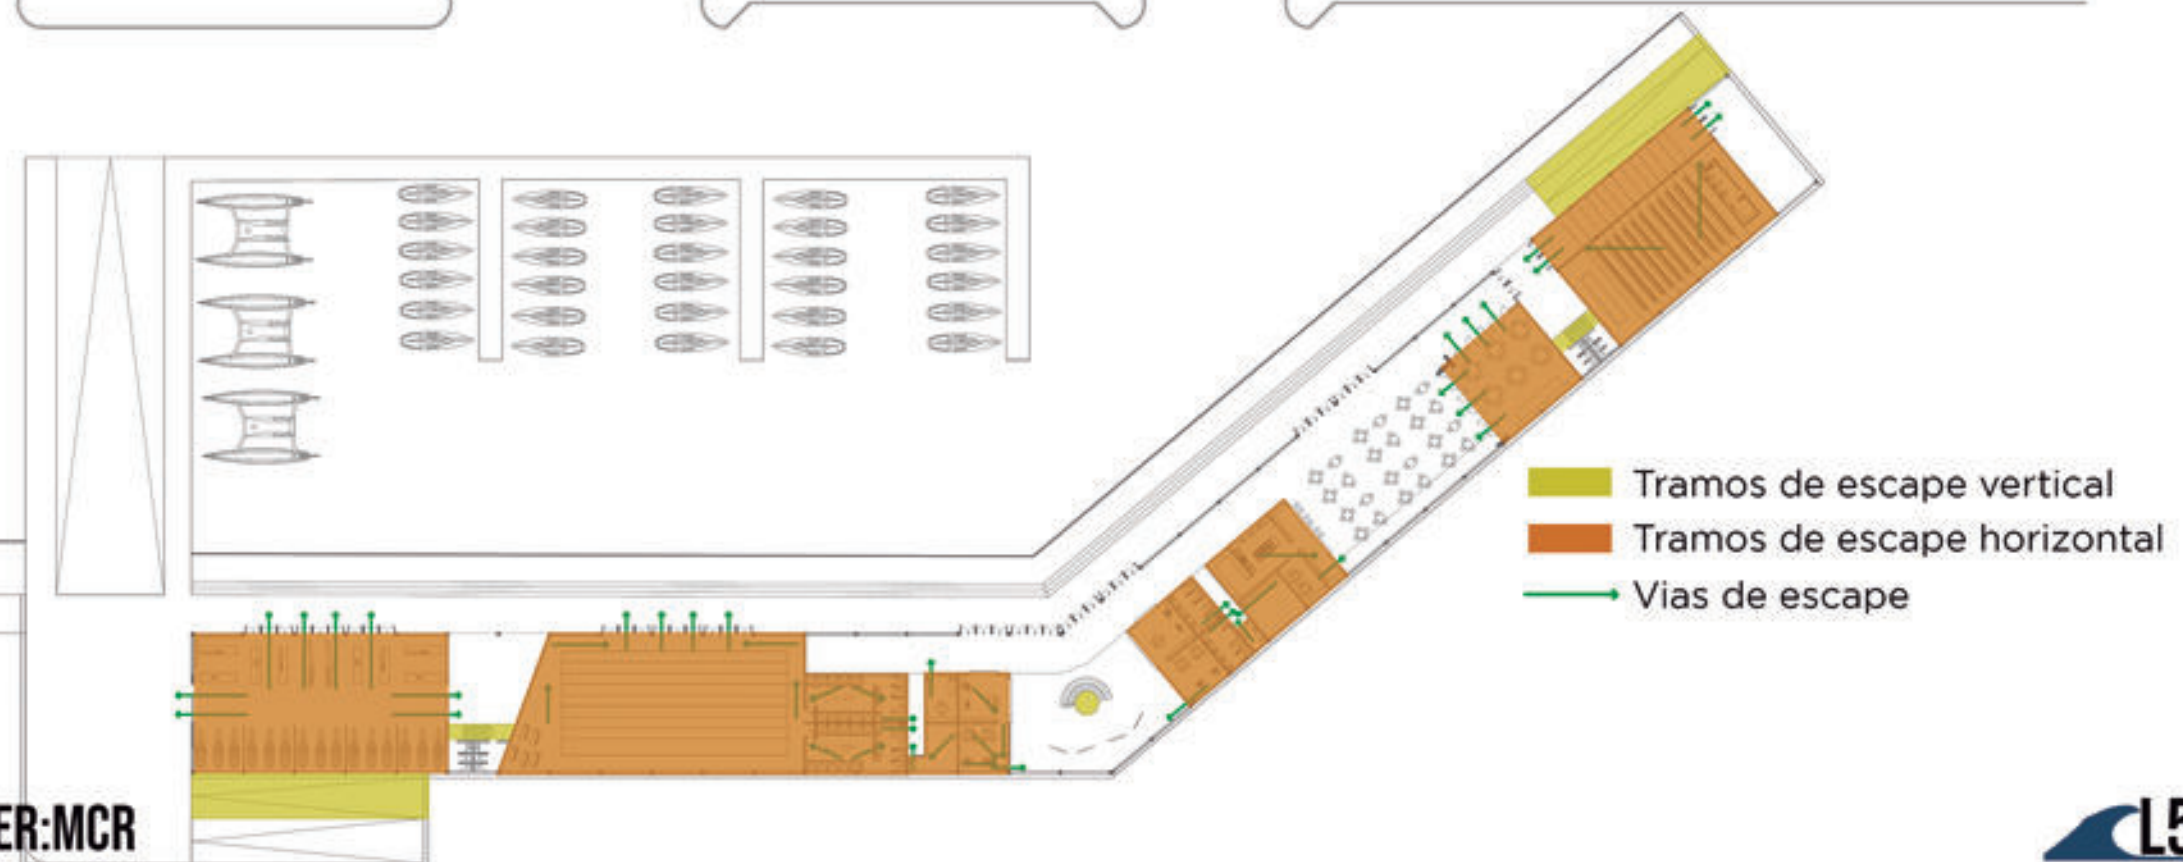 Tramos de escape vertical
Tramos de escape horizontal
Vias de escape
ER:MCR
L5